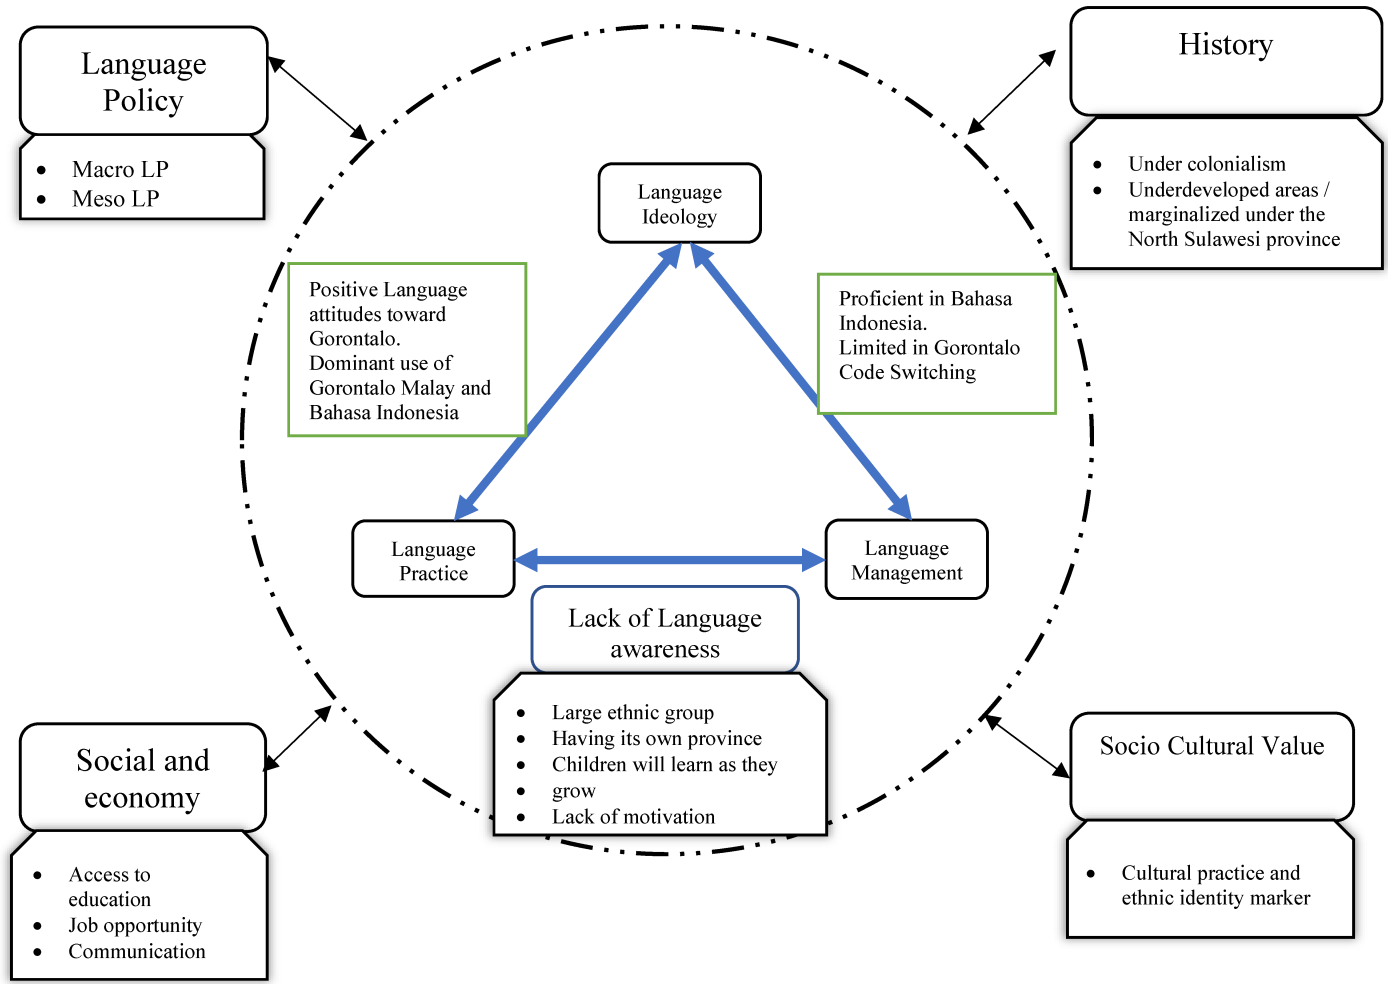 Language
Policy
• Macro LP
• Meso LP
History
• Under colonialism
• Underdeveloped areas /
marginalized under the
North Sulawesi province
Language
Ideology
Positive Language
attitudes toward
Gorontalo.
Dominant use of
Gorontalo Malay and
Bahasa Indonesia
Proficient in Bahasa
Indonesia.
Limited in Gorontalo
Code Switching
Language
Practice
Language
Management
Lack of Language
awareness
• Large ethnic group
• Having its own province
• Children will learn as they
• grow
• Lack of motivation
Social and
economy
• Access to
education
• Job opportunity
• Communication
Socio Cultural Value
• Cultural practice and
ethnic identity marker